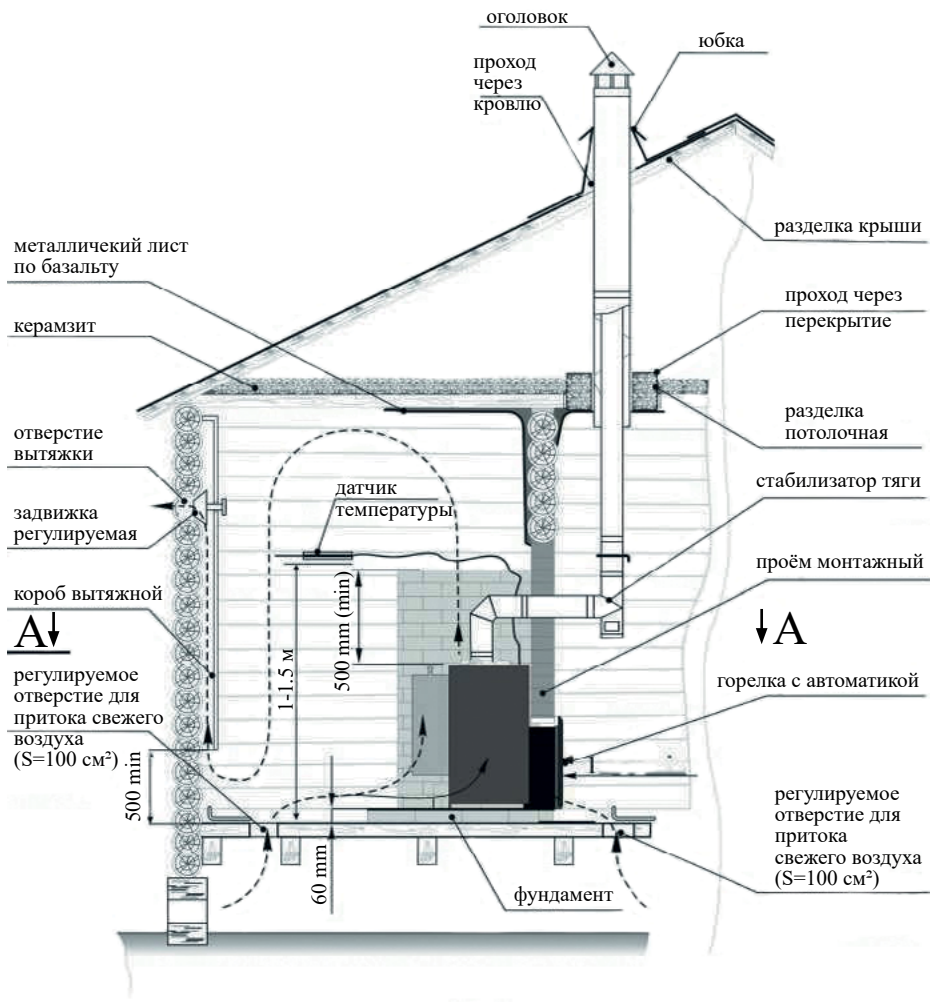 оголовок
юбка
проход
через
кровлю
разделка крыши
металличекий лист
по базальту
проход через
перекрытие
керамзит
разделка
потолочная
отверстие
вытяжки
стабилизатор тяги
датчик
температуры
задвижка
регулируемая
проём монтажный
короб вытяжной
500 mm (min)
1-1.5 м
А
А
регулируемое
отверстие для
притока свежего
воздуха
(S=100 см²)
горелка с автоматикой
500 min
регулируемое
отверстие для
притока
свежего воздуха
(S=100 см²)
60 mm
фундамент